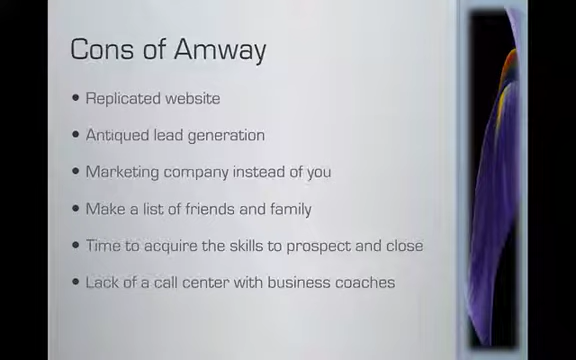 Cons of Amway
• Replicated website
• Antiqued lead generation
• Marketing company instead of you
• Make a list of friends and family
• Time to acquire the skills to prospect and close
• Lack of a call center with business coaches